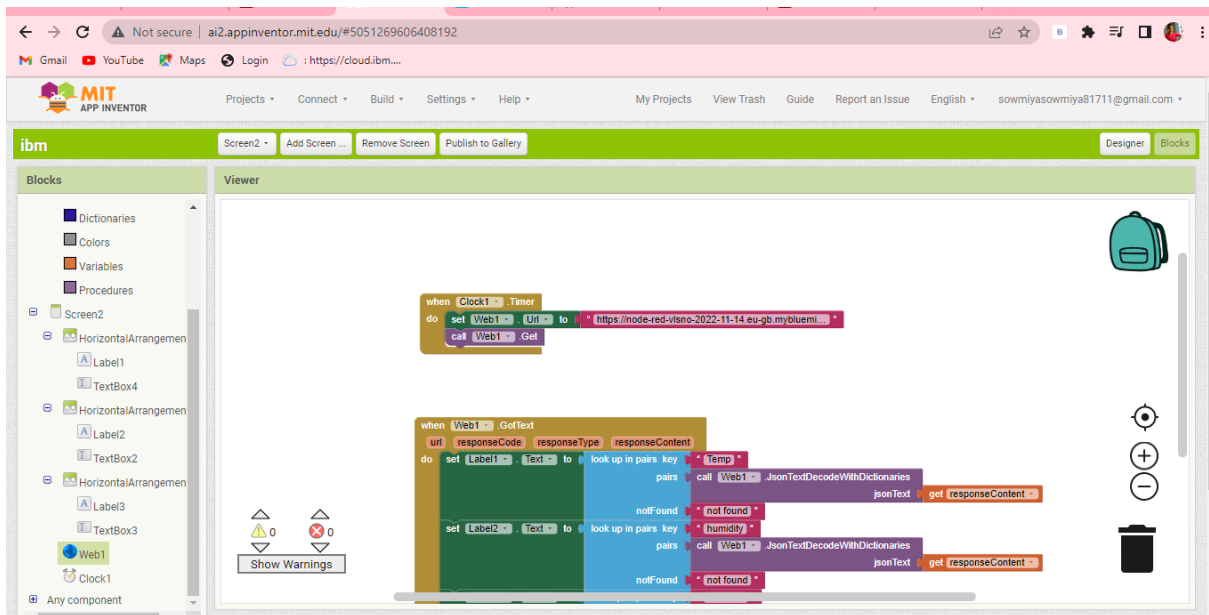 Not secure | ai2.appinventor.mit.edu/#5051269606408192
Gmail YouTube Maps Login : https://cloud.ibm....
MIT APP INVENTOR
Projects Connect Build Settings Help My Projects View Trash Guide Report an Issue English sowmiyasowmiya81711@gmail.com
ibm Screen2 Add Screen ... Remove Screen Publish to Gallery Designer Blocks
Blocks
Dictionaries
Colors
Variables
Procedures
Screen2
HorizontalArrangemen
Label1
TextBox4
HorizontalArrangemen
Label2
TextBox2
HorizontalArrangemen
Label3
TextBox3
Web1
Clock1
Any component
Viewer
when Clock1 .Timer
do set Web1 . Url to " https://node-red-vlsno-2022-11-14.eu-gb.mybluemi... "
call Web1 .Get
when Web1 .GotText
url responseCode responseType responseContent
do set Label1 . Text to look up in pairs key " Temp "
pairs call Web1 .JsonTextDecodeWithDictionaries
jsonText get responseContent
notFound " not found "
set Label2 . Text to look up in pairs key " humidity "
pairs call Web1 .JsonTextDecodeWithDictionaries
jsonText get responseContent
notFound " not found "
0 0
Show Warnings